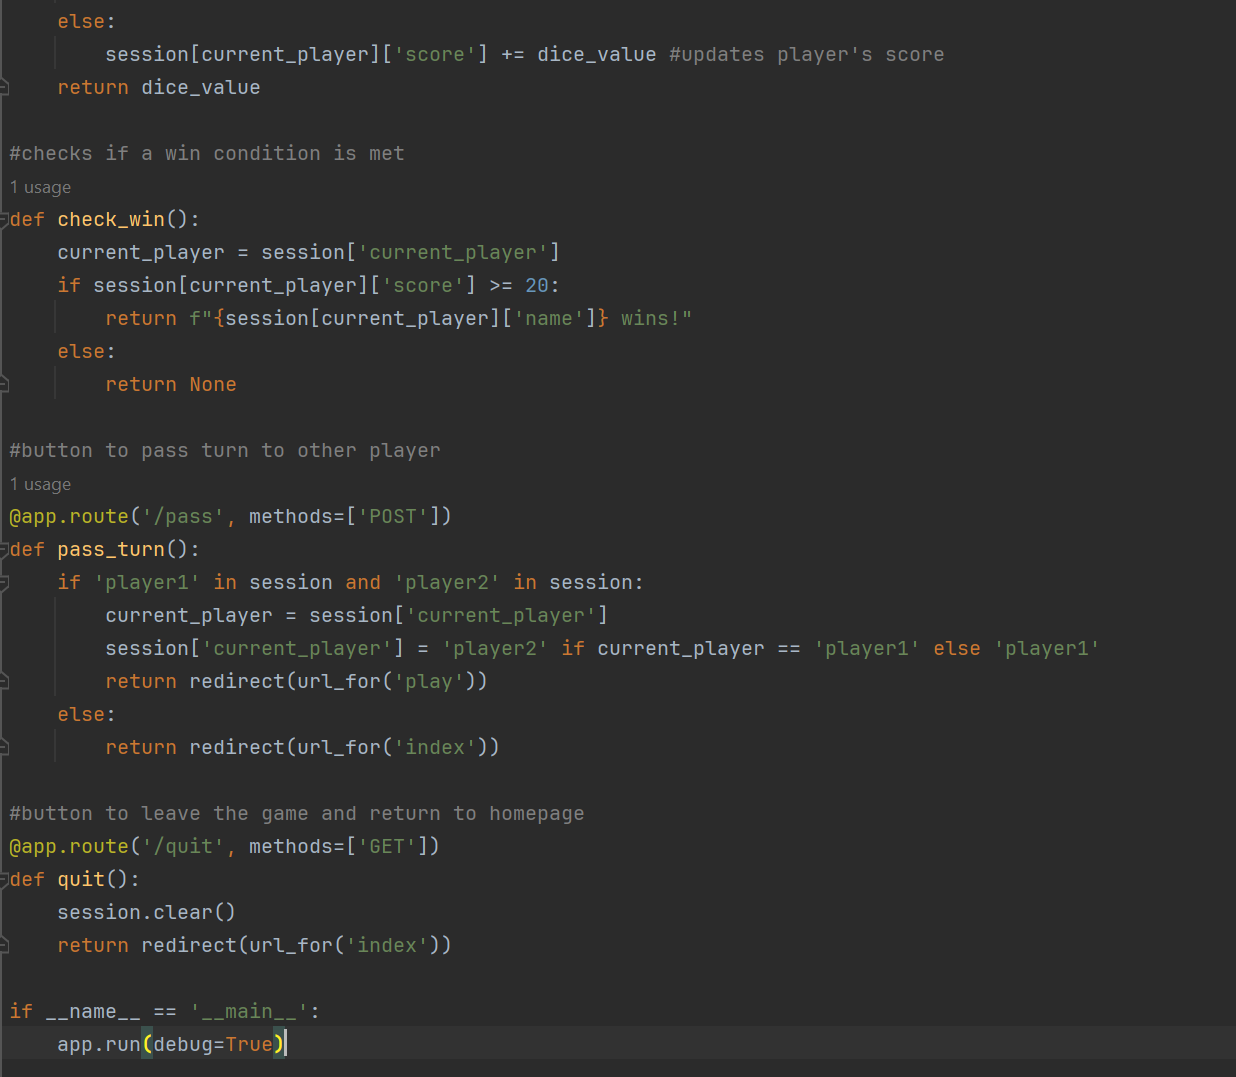 else:
        session[current_player]['score'] += dice_value #updates player's score
    return dice_value

#checks if a win condition is met
1 usage
def check_win():
    current_player = session['current_player']
    if session[current_player]['score'] >= 20:
        return f"{session[current_player]['name']} wins!"
    else:
        return None

#button to pass turn to other player
1 usage
@app.route('/pass', methods=['POST'])
def pass_turn():
    if 'player1' in session and 'player2' in session:
        current_player = session['current_player']
        session['current_player'] = 'player2' if current_player == 'player1' else 'player1'
        return redirect(url_for('play'))
    else:
        return redirect(url_for('index'))

#button to leave the game and return to homepage
@app.route('/quit', methods=['GET'])
def quit():
    session.clear()
    return redirect(url_for('index'))

if __name__ == '__main__':
    app.run(debug=True)